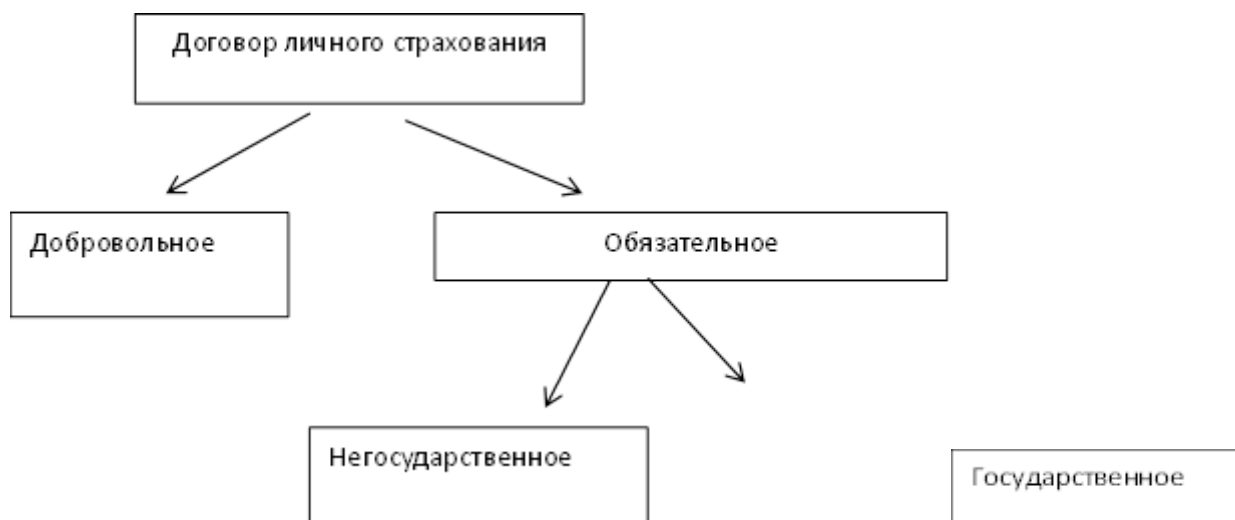 Договор личного страхования
Добровольное
Обязательное
Негосударственное
Государственное